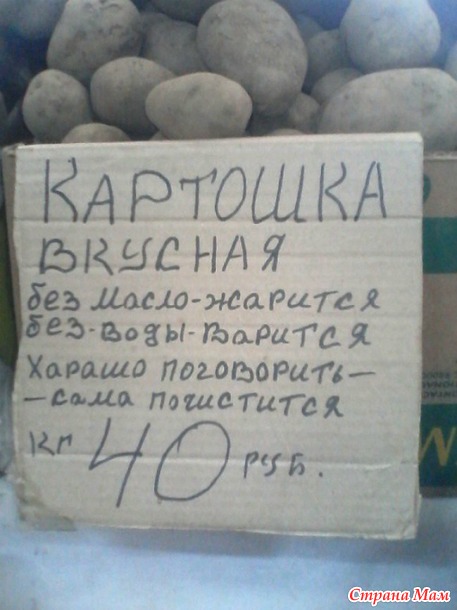 КАРТОШКА
ВКУСНАЯ
без масло-жарится
без-воды-варится
Харашо поговорить-
-сама почистится
кг 40 руб.
Страна Мам